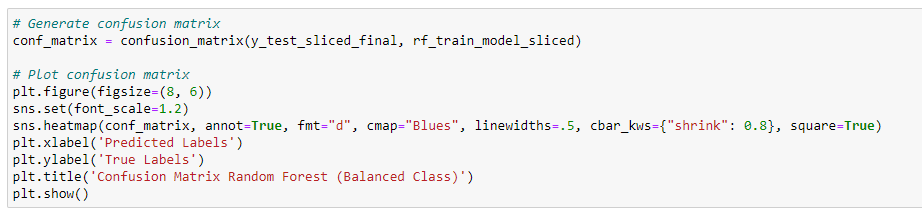 # Generate confusion matrix
conf_matrix = confusion_matrix(y_test_sliced_final, rf_train_model_sliced)
# Plot confusion matrix
plt.figure(figsize=(8, 6))
sns.set(font_scale=1.2)
sns.heatmap(conf_matrix, annot=True, fmt="d", cmap="Blues", linewidths=.5, cbar_kws={"shrink": 0.8}, square=True)
plt.xlabel('Predicted Labels')
plt.ylabel('True Labels')
plt.title('Confusion Matrix Random Forest (Balanced Class)')
plt.show()